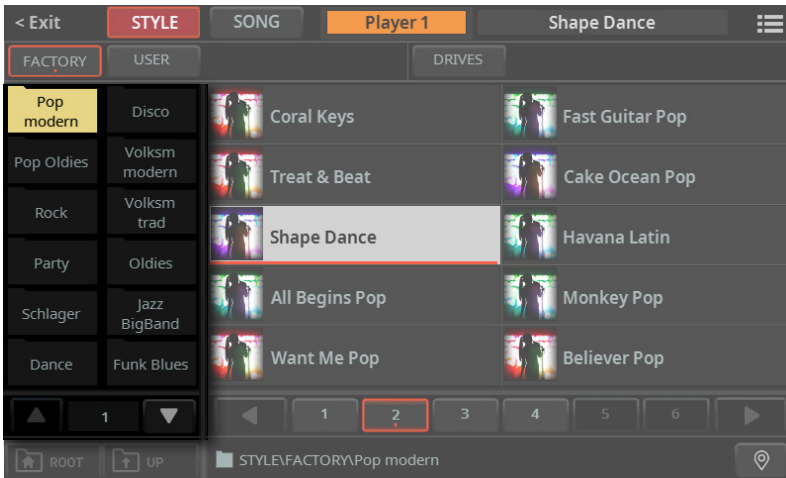 < Exit STYLE SONG Player 1 Shape Dance
FACTORY USER DRIVES
Pop
modern
Disco
Pop Oldies
Volksm
modern
Rock
Volksm
trad
Party
Oldies
Schlager
Jazz
BigBand
Dance
Funk Blues
1
Coral Keys
Fast Guitar Pop
Treat & Beat
Cake Ocean Pop
Shape Dance
Havana Latin
All Begins Pop
Monkey Pop
Want Me Pop
Believer Pop
1 2 3 4 5 6
ROOT UP STYLE\FACTORY\Pop modern